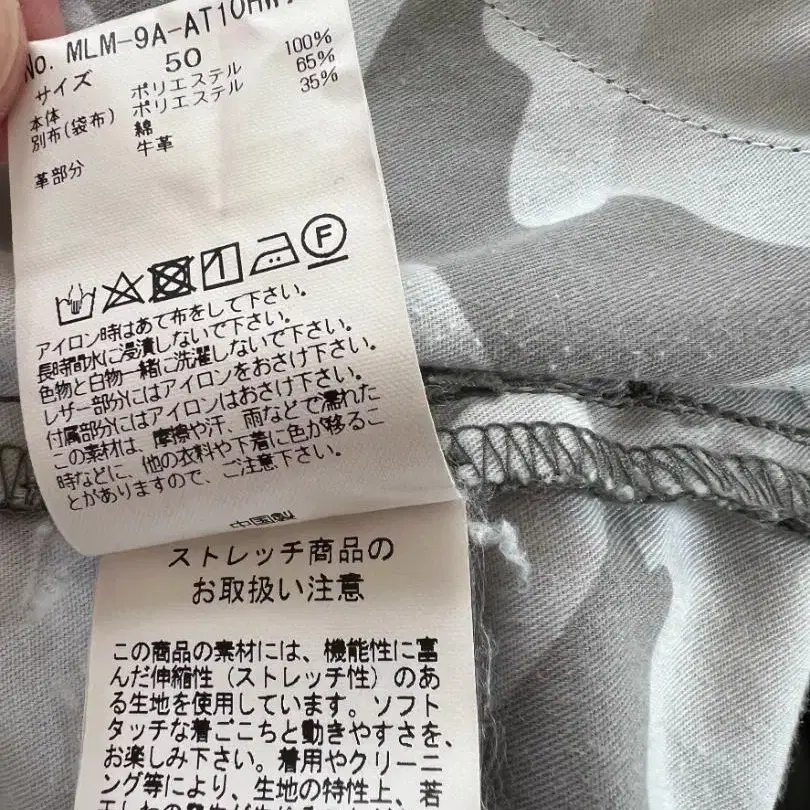 No. MLM-9A-AT10HW
サイズ 50
本体 ポリエステル 100%
別布(袋布) ポリエステル 65%
綿 35%
革部分 牛革
F
アイロン時はあて布をして下さい。
長時間水に浸漬しないで下さい。
色物と白物一緒に洗濯しないで下さい。
レザー部分にはアイロンをおさけ下さい。
付属部分にはアイロンはおさけ下さい。
この素材は、摩擦や汗、雨などで濡れた
時などに、他の衣料や下着に色が移るこ
とがありますので、ご注意下さい。
中国製
ストレッチ商品の
お取扱い注意
この商品の素材には、機能性に富
んだ伸縮性（ストレッチ性）のあ
る生地を使用しています。ソフト
タッチな着ごこちと動きやすさを、
お楽しみ下さい。着用やクリーニ
ング等により、生地の特性上、若